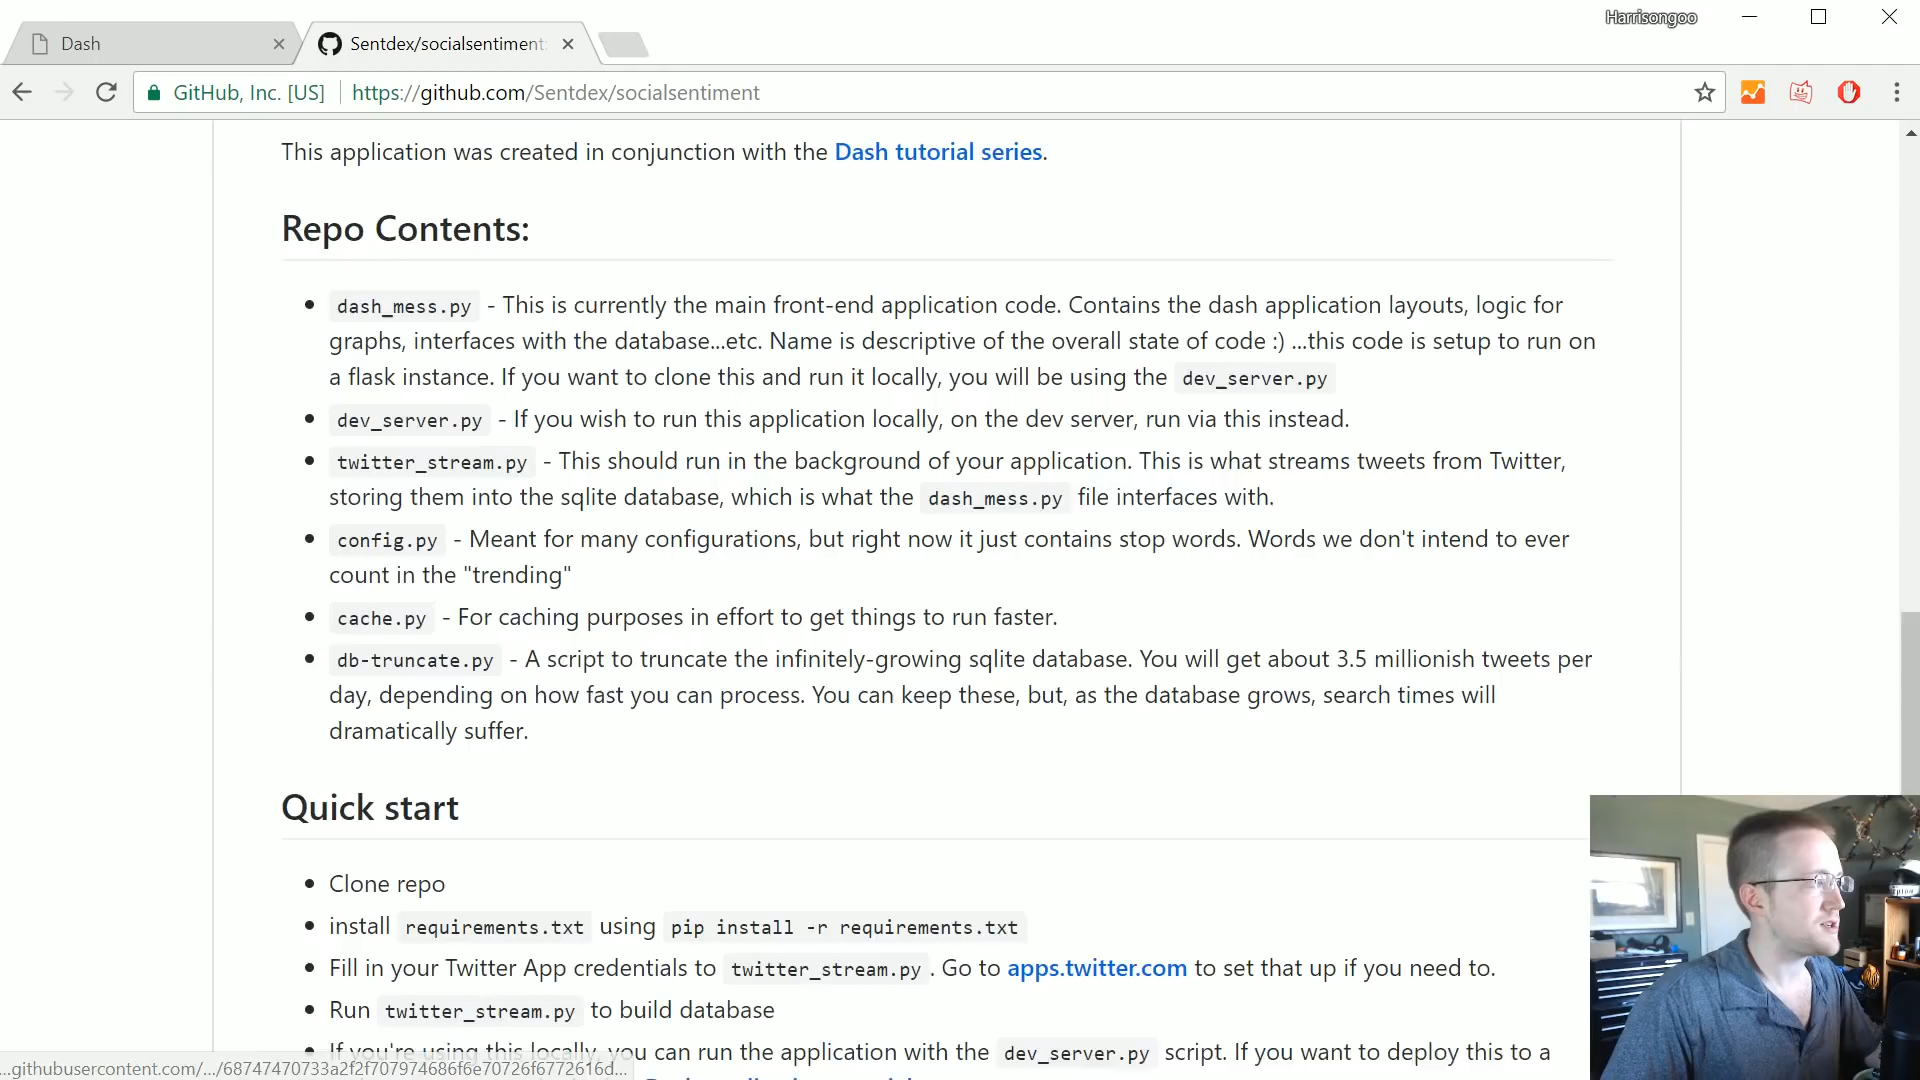 Harrisongoo
Dash
Sentdex/socialsentiment:
GitHub, Inc. [US] https://github.com/Sentdex/socialsentiment
This application was created in conjunction with the Dash tutorial series.
Repo Contents:
dash_mess.py - This is currently the main front-end application code. Contains the dash application layouts, logic for
graphs, interfaces with the database...etc. Name is descriptive of the overall state of code :) ...this code is setup to run on
a flask instance. If you want to clone this and run it locally, you will be using the dev_server.py
dev_server.py - If you wish to run this application locally, on the dev server, run via this instead.
twitter_stream.py - This should run in the background of your application. This is what streams tweets from Twitter,
storing them into the sqlite database, which is what the dash_mess.py file interfaces with.
config.py - Meant for many configurations, but right now it just contains stop words. Words we don't intend to ever
count in the "trending"
cache.py - For caching purposes in effort to get things to run faster.
db-truncate.py - A script to truncate the infinitely-growing sqlite database. You will get about 3.5 millionish tweets per
day, depending on how fast you can process. You can keep these, but, as the database grows, search times will
dramatically suffer.
Quick start
Clone repo
install requirements.txt using pip install -r requirements.txt
Fill in your Twitter App credentials to twitter_stream.py . Go to apps.twitter.com to set that up if you need to.
Run twitter_stream.py to build database
If you're using this locally, you can run the application with the dev_server.py script. If you want to deploy this to a
...githubusercontent.com/.../68747470733a2f2f707974686f6e70726f6772616d...